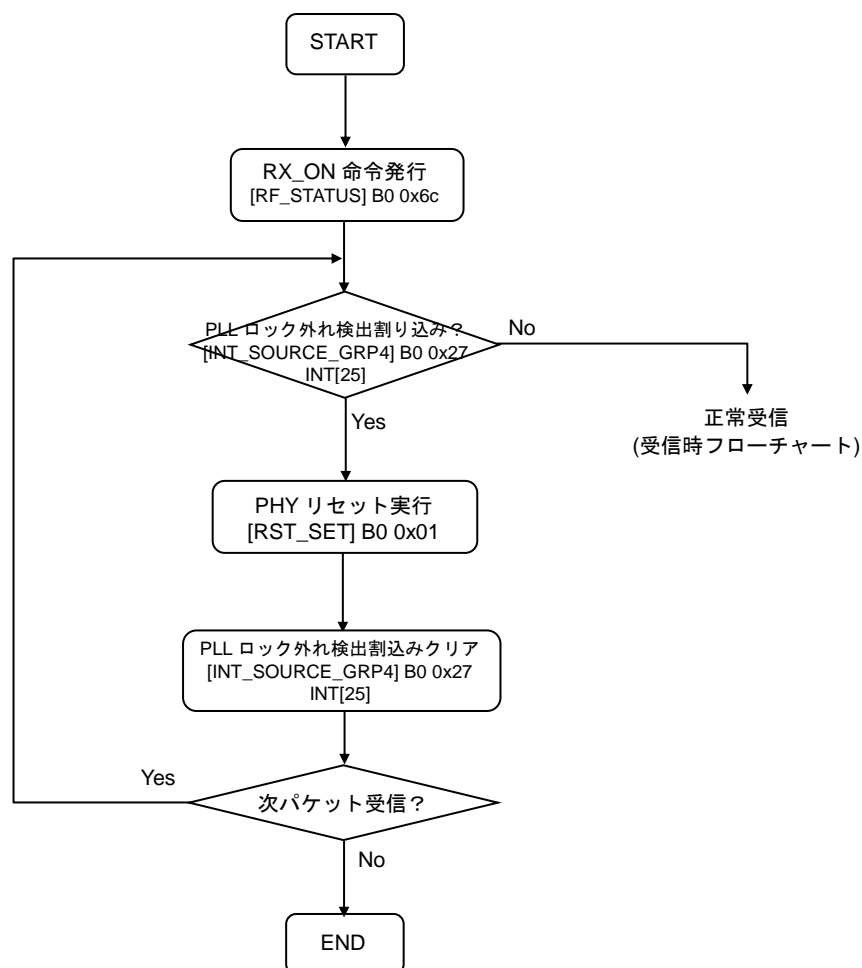 START
RX_ON 命令発行
[RF_STATUS] B0 0x6c
PLL ロック外れ検出割り込み？
[INT_SOURCE_GRP4] B0 0x27
INT[25]
No
Yes
正常受信
(受信時フローチャート)
PHY リセット実行
[RST_SET] B0 0x01
PLL ロック外れ検出割込みクリア
[INT_SOURCE_GRP4] B0 0x27
INT[25]
Yes
次パケット受信？
No
END